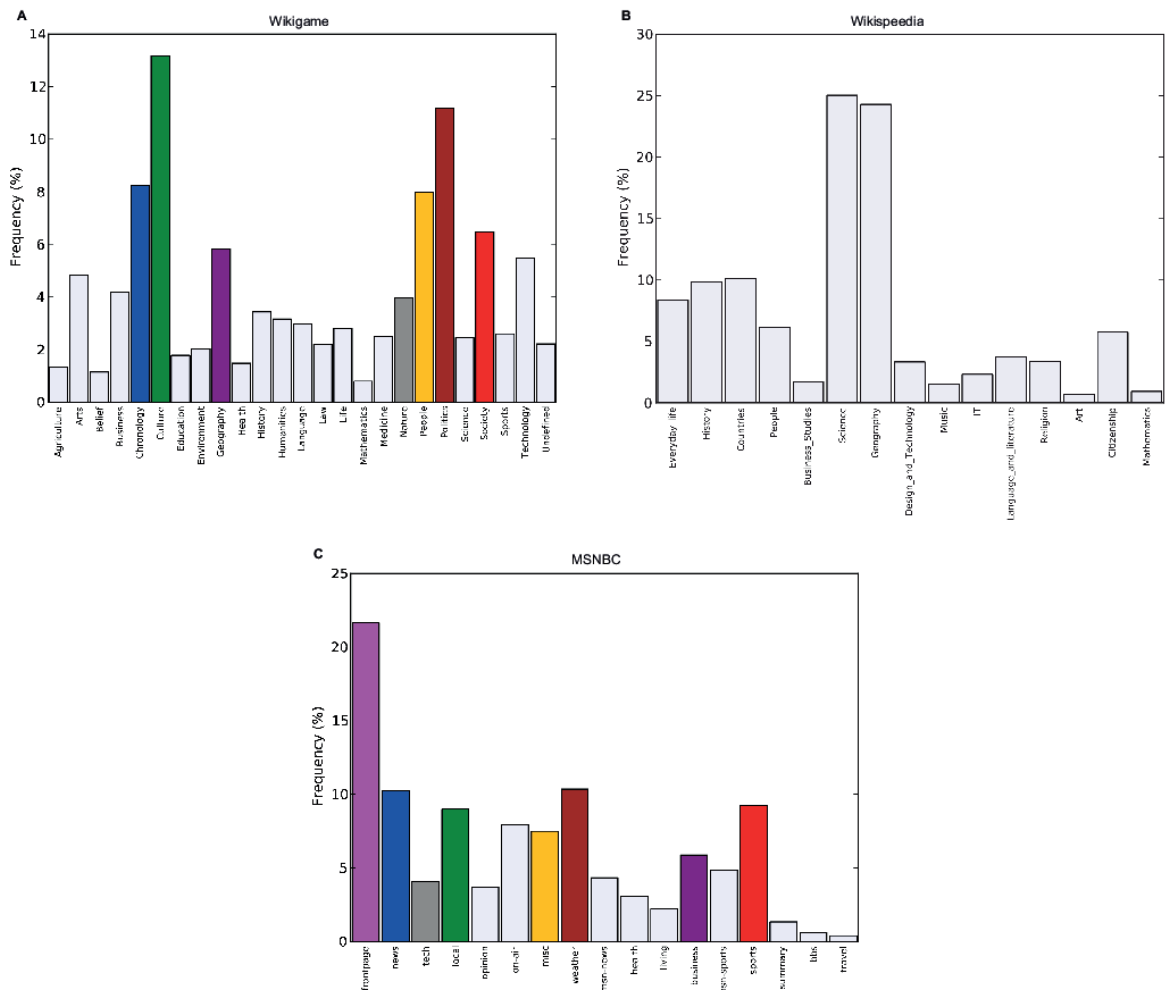 A
Wikigame
14
12
10
8
6
4
2
0
Frequency (%)
Agriculture
Arts
Belief
Business
Chronology
Culture
Education
Environment
Geography
Health
History
Humanities
Language
Law
Life
Mathematics
Medicine
Nature
People
Politics
Science
Society
Sports
Technology
Undefined
B
Wikispeedia
30
25
20
15
10
5
0
Frequency (%)
Everyday_life
History
Countries
People
Business_Studies
Science
Geography
Design_and_Technology
Music
IT
Language_and_literature
Religion
Art
Citizenship
Mathematics
C
MSNBC
25
20
15
10
5
0
Frequency (%)
frontpage
news
tech
local
opinion
on-air
misc
weather
msn-news
health
living
business
msn-sports
sports
summary
bbs
travel